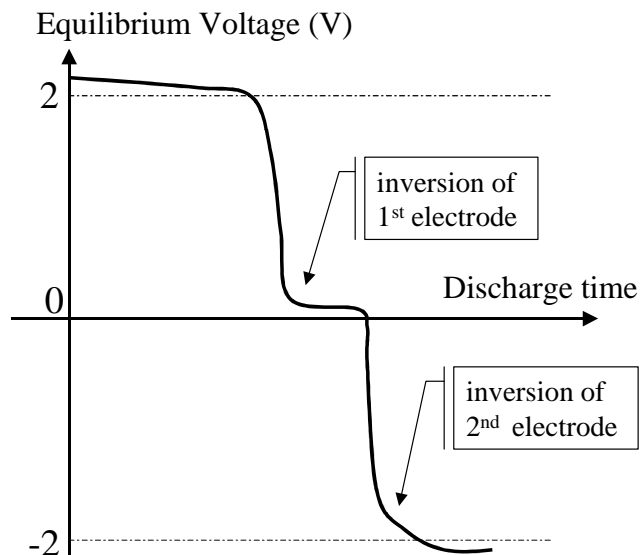 Equilibrium Voltage (V)
2
inversion of
1st electrode
0
Discharge time
inversion of
2nd electrode
-2